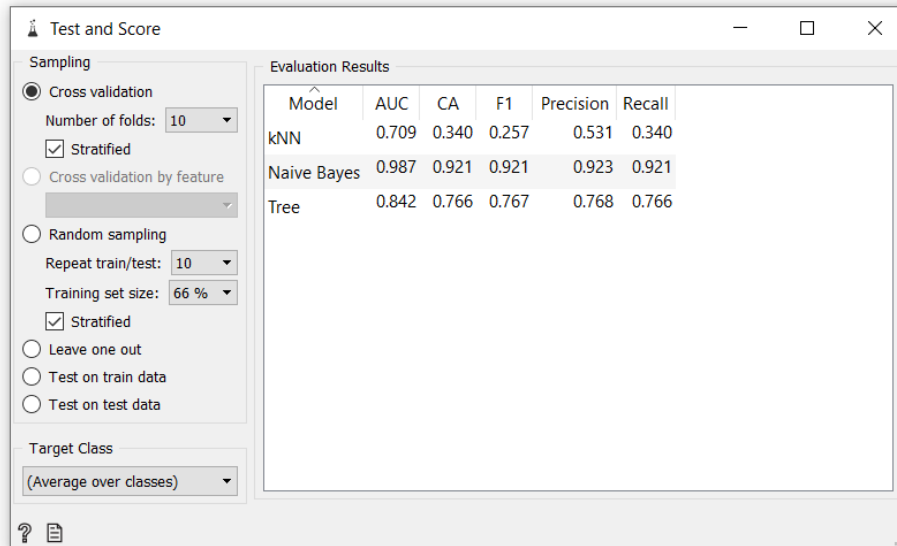 Test and Score
Sampling
Cross validation
Number of folds: 10
Stratified
Cross validation by feature
Random sampling
Repeat train/test: 10
Training set size: 66 %
Stratified
Leave one out
Test on train data
Test on test data
Target Class
(Average over classes)
Evaluation Results
Model AUC CA F1 Precision Recall
kNN 0.709 0.340 0.257 0.531 0.340
Naive Bayes 0.987 0.921 0.921 0.923 0.921
Tree 0.842 0.766 0.767 0.768 0.766